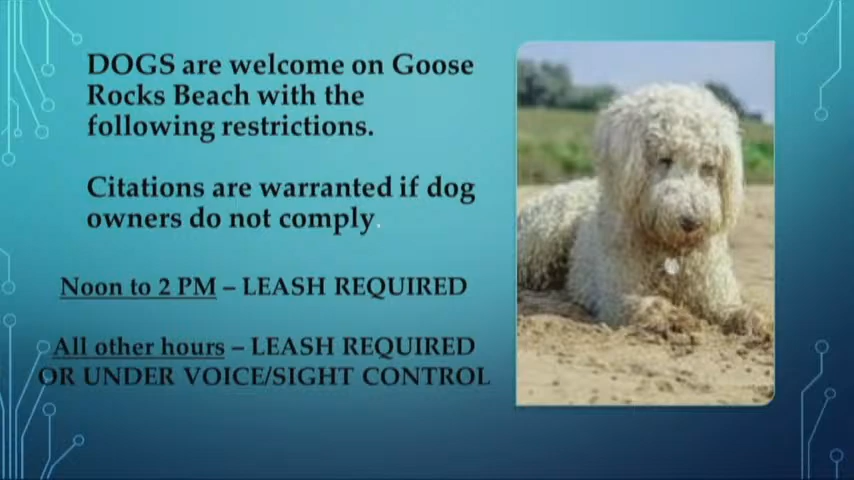 DOGS are welcome on Goose
Rocks Beach with the
following restrictions.
Citations are warranted if dog
owners do not comply.
Noon to 2 PM – LEASH REQUIRED
All other hours – LEASH REQUIRED
OR UNDER VOICE/SIGHT CONTROL